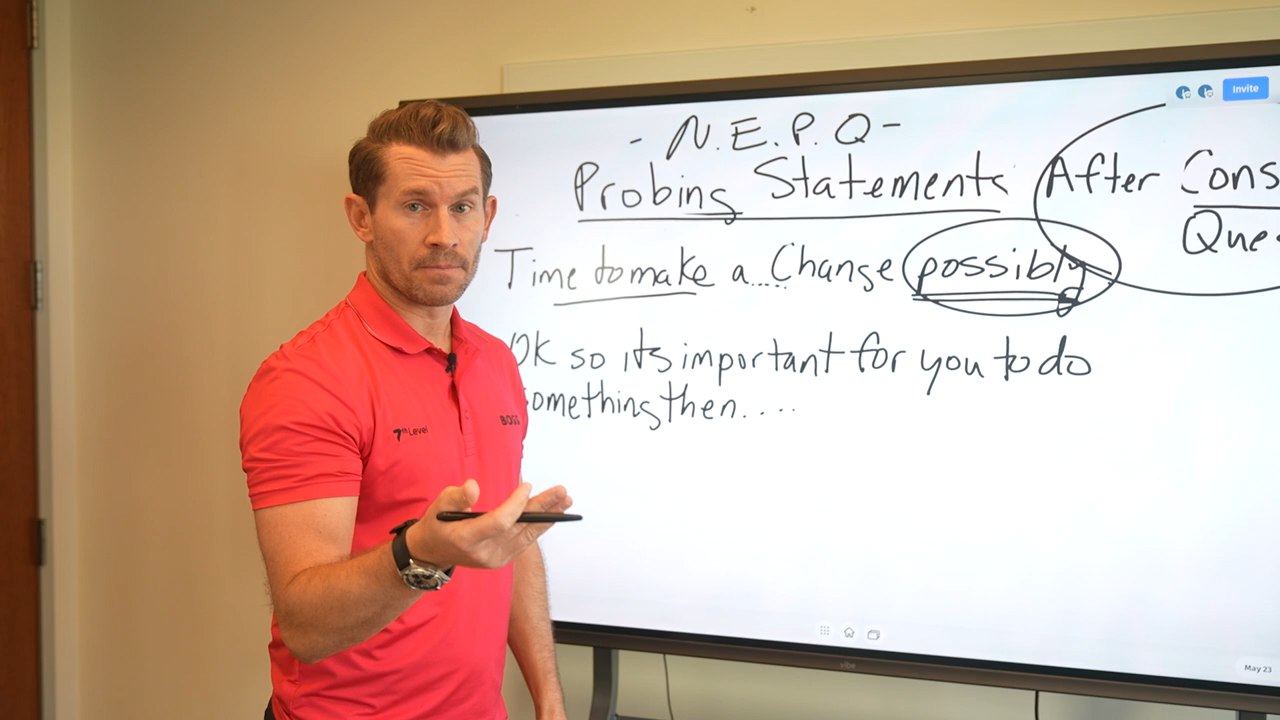 Invite
- N.E.P.Q -
Probing Statements After Cons
Que
Time to make a.... Change possibly
OK so its important for you to do
omething then....
7th Level
BOSS
vibe
May 23